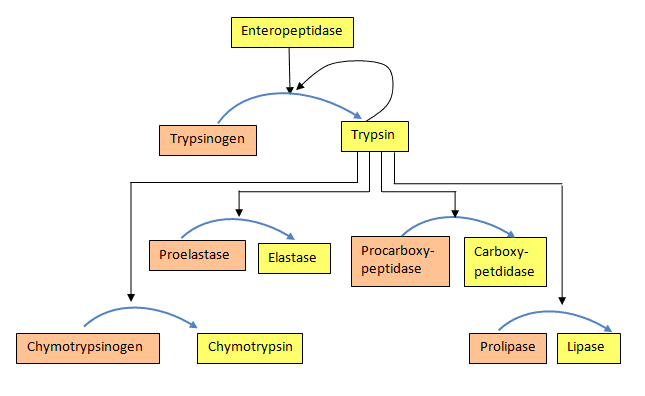 Enteropeptidase
Trypsinogen
Trypsin
Proelastase
Elastase
Procarboxy-
peptidase
Carboxy-
petdidase
Chymotrypsinogen
Chymotrypsin
Prolipase
Lipase